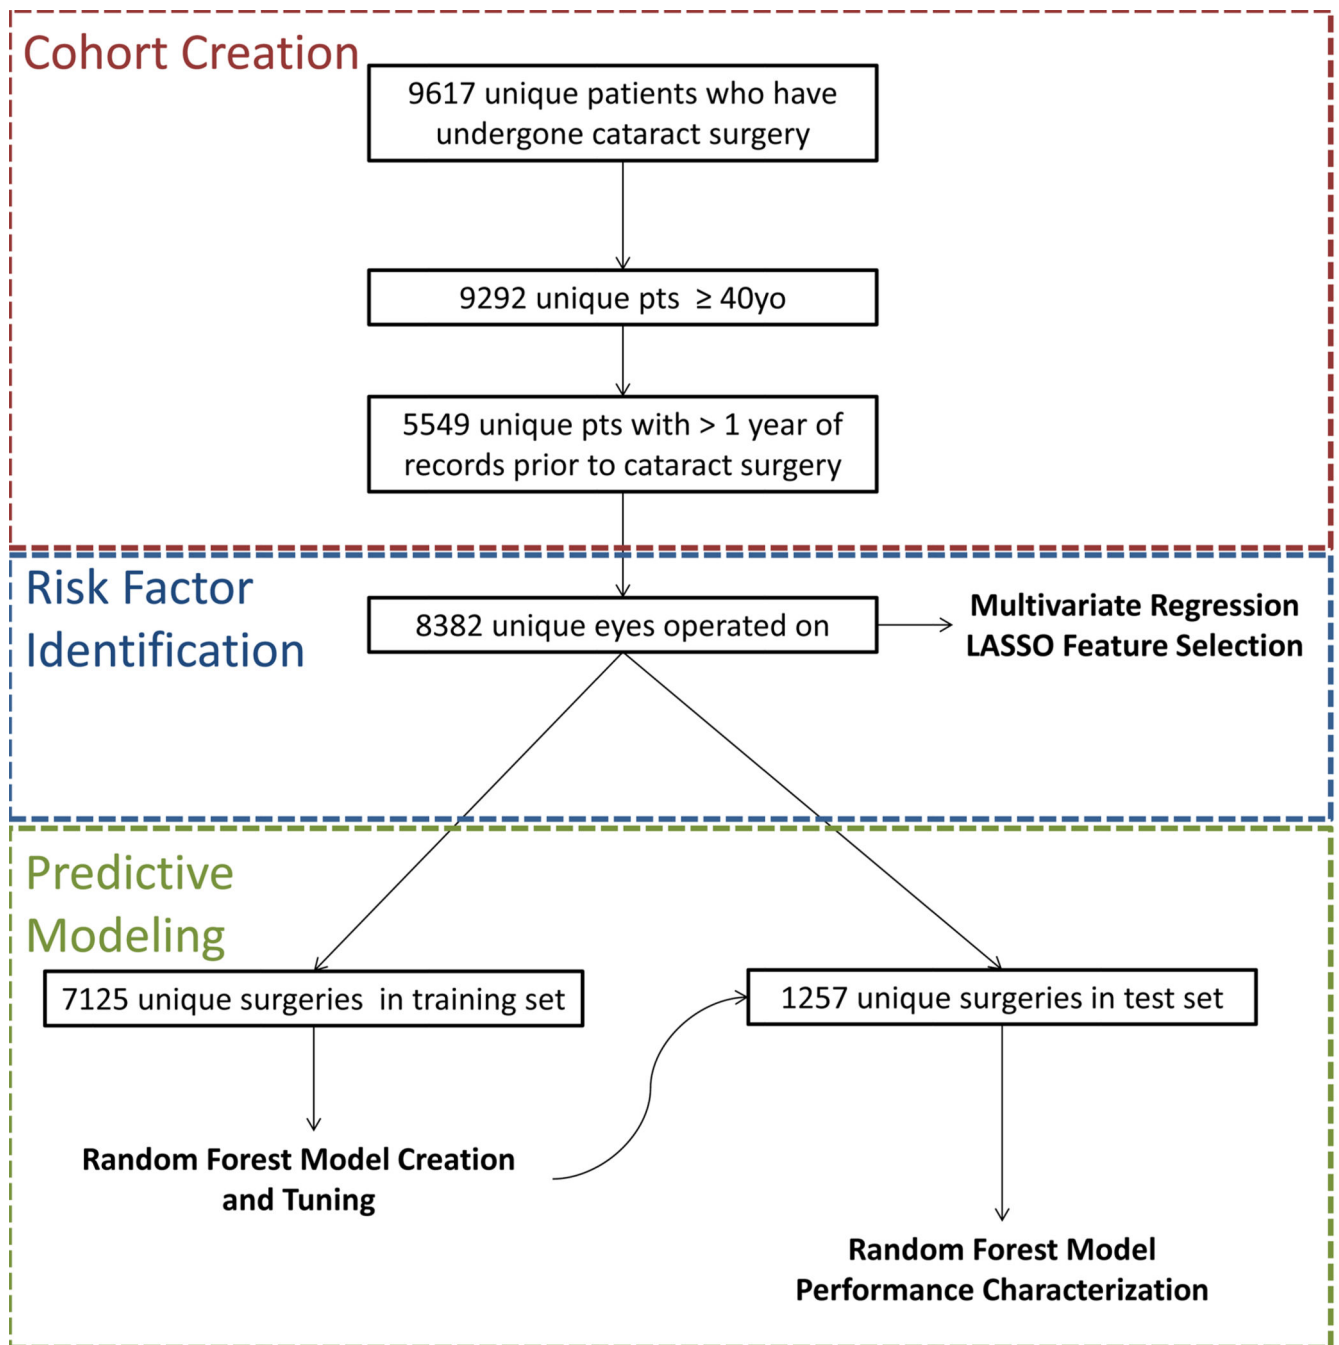 Cohort Creation
9617 unique patients who have
undergone cataract surgery
9292 unique pts ≥ 40yo
5549 unique pts with > 1 year of
records prior to cataract surgery
Risk Factor
Identification
8382 unique eyes operated on
Multivariate Regression
LASSO Feature Selection
Predictive
Modeling
7125 unique surgeries in training set
1257 unique surgeries in test set
Random Forest Model Creation
and Tuning
Random Forest Model
Performance Characterization